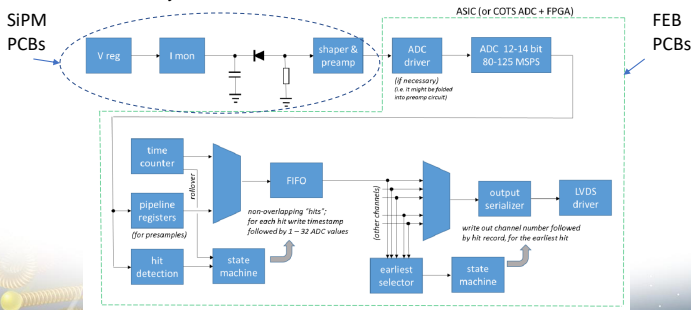 ASIC (or COTS ADC + FPGA)
SiPM
PCBs
FEB
PCBs
V reg
I mon
shaper &
preamp
ADC
driver
ADC 12-14 bit
80-125 MSPS
(if necessary)
(i.e. it might be folded
into preamp circuit)
time
counter
rollover
FIFO
pipeline
registers
(for presamples)
non-overlapping "hits";
for each hit write timestamp
followed by 1 – 32 ADC values
hit
detection
state
machine
(other channels)
output
serializer
LVDS
driver
write out channel number followed
by hit record, for the earliest hit
earliest
selector
state
machine